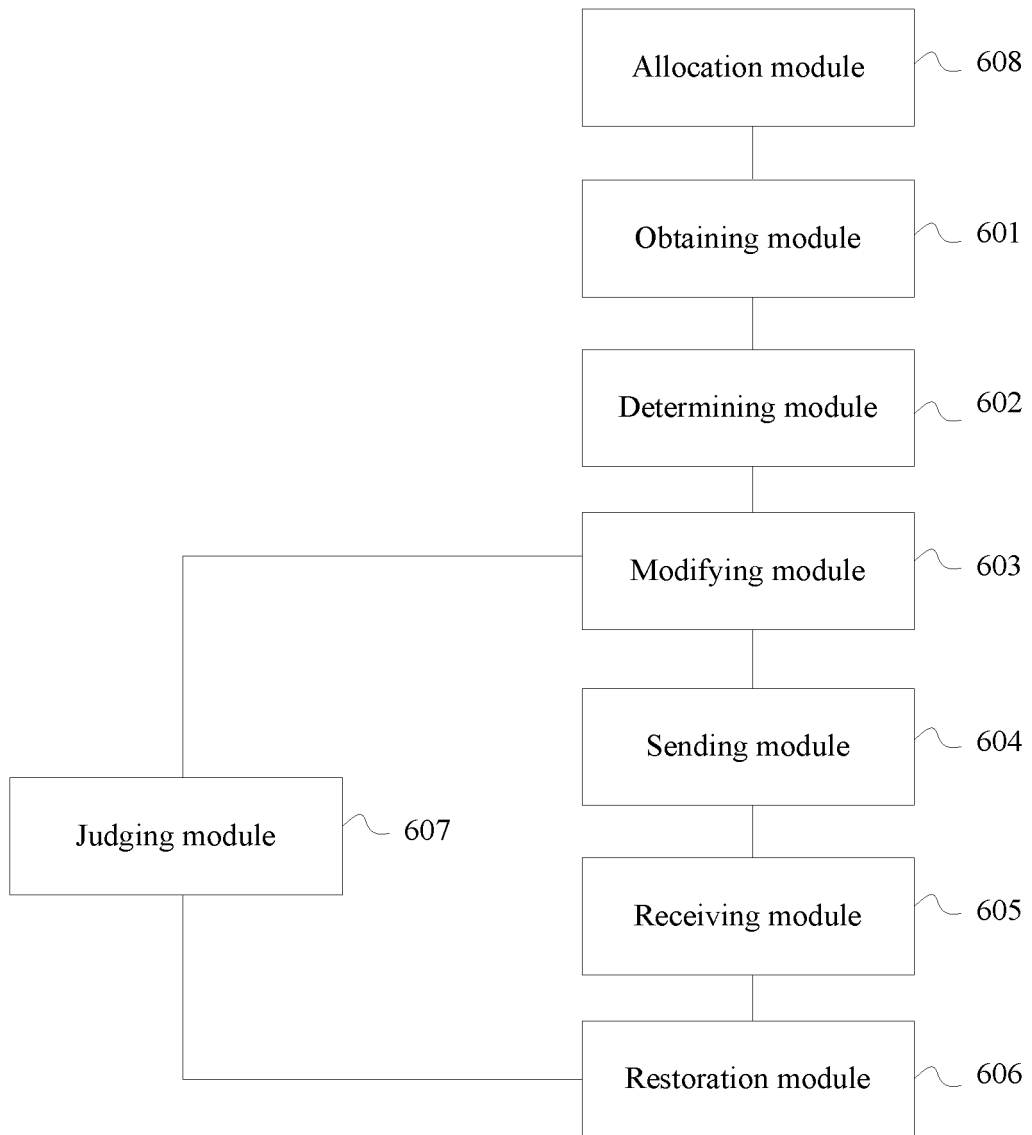 Allocation module 608
Obtaining module 601
Determining module 602
Modifying module 603
Sending module 604
Judging module 607
Receiving module 605
Restoration module 606